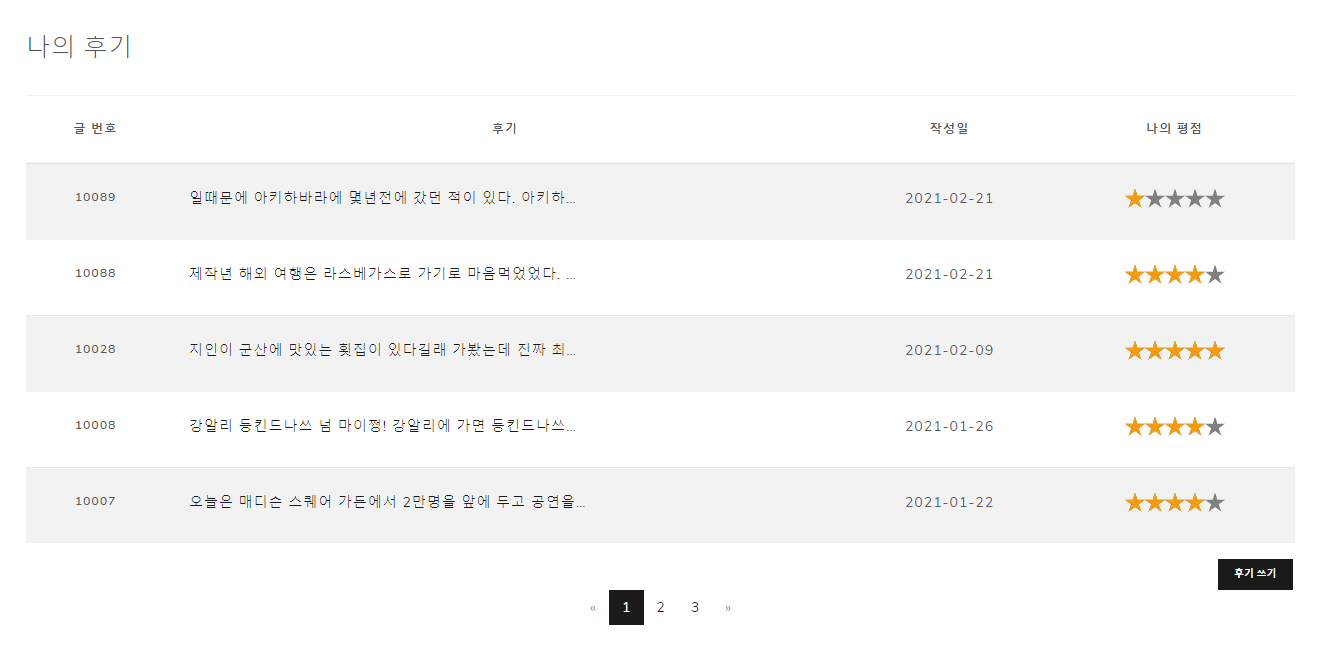 나의 후기
글 번호 후기 작성일 나의 평점
10089 일때문에 아키하바라에 몇년전에 갔던 적이 있다. 아키하... 2021-02-21 ★★★★★
10088 제작년 해외 여행은 라스베가스로 가기로 마음먹었었다. ... 2021-02-21 ★★★★★
10028 지인이 군산에 맛있는 횟집이 있다길래 가봤는데 진짜 최... 2021-02-09 ★★★★★
10008 강알리 등킨드나쓰 넘 마이쩡! 강알리에 가면 등킨드나쓰... 2021-01-26 ★★★★★
10007 오늘은 매디슨 스퀘어 가든에서 2만명을 앞에 두고 공연을... 2021-01-22 ★★★★★
후기 쓰기
« 1 2 3 »